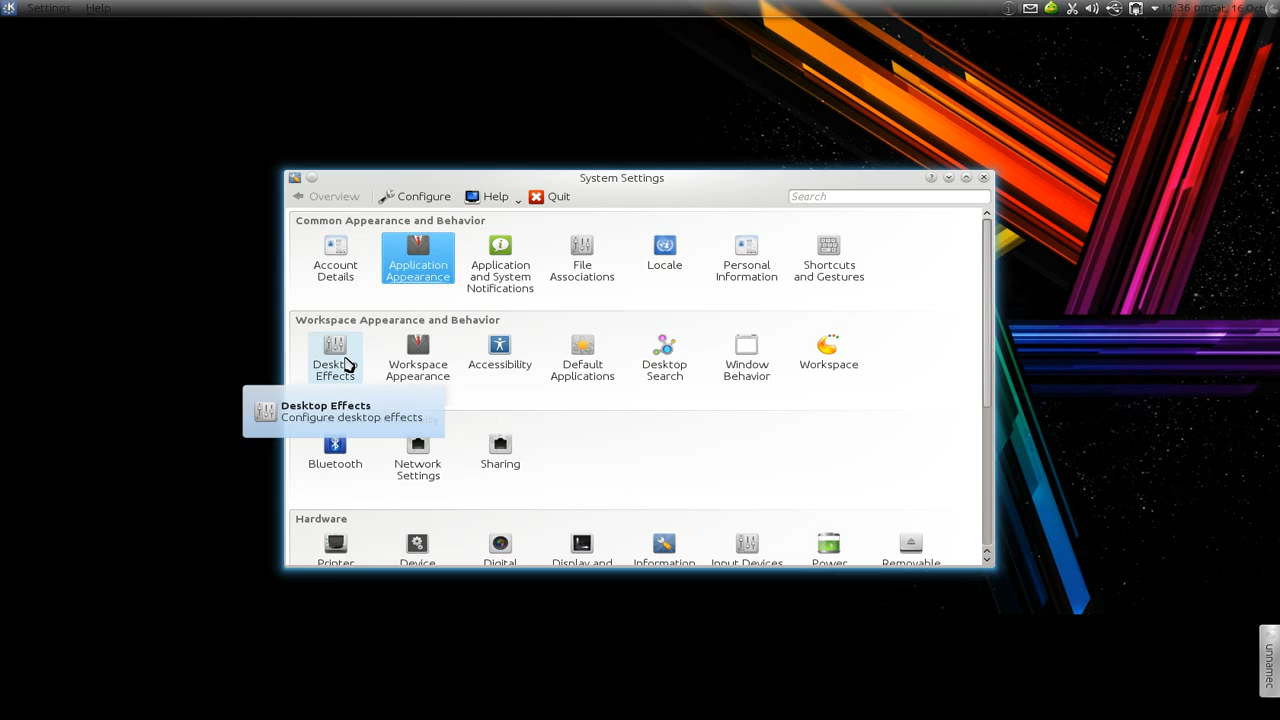 Settings Help
11:36 pm Sat, 16 Oct
System Settings
Overview Configure Help Quit Search
Common Appearance and Behavior
Account Details
Application Appearance
Application and System Notifications
File Associations
Locale
Personal Information
Shortcuts and Gestures
Workspace Appearance and Behavior
Desktop Effects
Workspace Appearance
Accessibility
Default Applications
Desktop Search
Window Behavior
Workspace
Desktop Effects
Configure desktop effects
Bluetooth
Network Settings
Sharing
Hardware
Printer
Device
Digital
Display and
Information
Input Devices
Power
Removable
unnamec